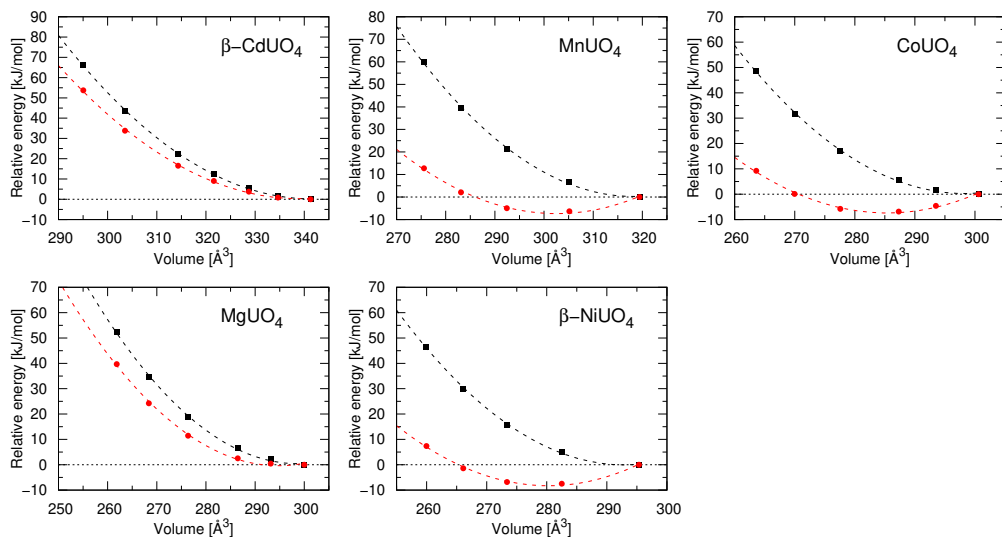 β−CdUO4
Relative energy [kJ/mol]
90
80
70
60
50
40
30
20
10
0
−10
290 300 310 320 330 340
Volume [Å3]
MnUO4
Relative energy [kJ/mol]
80
70
60
50
40
30
20
10
0
−10
270 280 290 300 310 320
Volume [Å3]
CoUO4
Relative energy [kJ/mol]
70
60
50
40
30
20
10
0
−10
260 270 280 290 300
Volume [Å3]
MgUO4
Relative energy [kJ/mol]
70
60
50
40
30
20
10
0
−10
250 260 270 280 290 300
Volume [Å3]
β−NiUO4
Relative energy [kJ/mol]
70
60
50
40
30
20
10
0
−10
260 270 280 290 300
Volume [Å3]